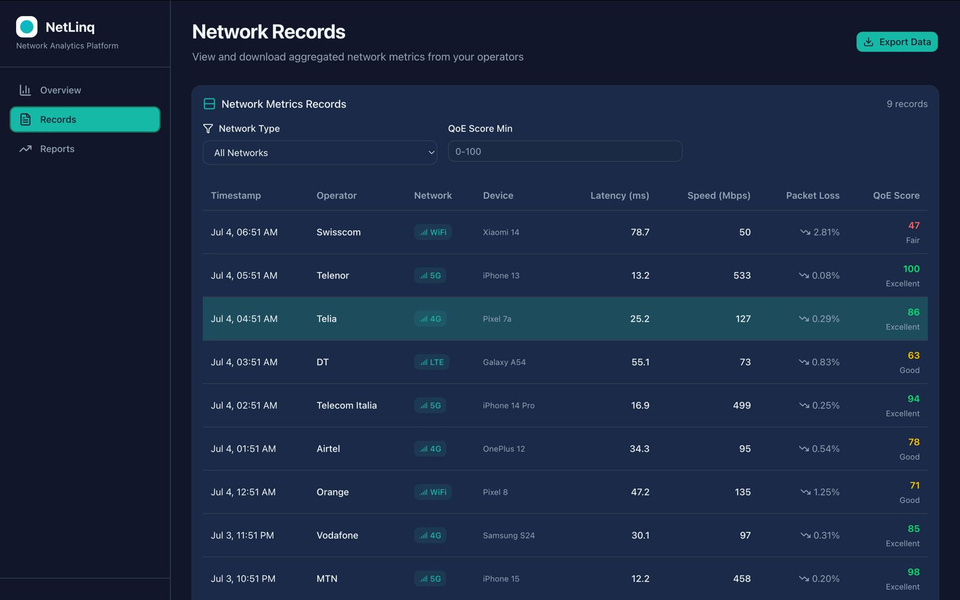 NetLinq
Network Analytics Platform
Overview
Records
Reports
Network Records
View and download aggregated network metrics from your operators
Export Data
Network Metrics Records
9 records
Network Type
QoE Score Min
All Networks
0-100
Timestamp Operator Network Device Latency (ms) Speed (Mbps) Packet Loss QoE Score
Jul 4, 06:51 AM Swisscom WiFi Xiaomi 14 78.7 50 2.81% 47
Fair
Jul 4, 05:51 AM Telenor 5G iPhone 13 13.2 533 0.08% 100
Excellent
Jul 4, 04:51 AM Telia 4G Pixel 7a 25.2 127 0.29% 86
Excellent
Jul 4, 03:51 AM DT LTE Galaxy A54 55.1 73 0.83% 63
Good
Jul 4, 02:51 AM Telecom Italia 5G iPhone 14 Pro 16.9 499 0.25% 94
Excellent
Jul 4, 01:51 AM Airtel 4G OnePlus 12 34.3 95 0.54% 78
Good
Jul 4, 12:51 AM Orange WiFi Pixel 8 47.2 135 1.25% 71
Good
Jul 3, 11:51 PM Vodafone 4G Samsung S24 30.1 97 0.31% 85
Excellent
Jul 3, 10:51 PM MTN 5G iPhone 15 12.2 458 0.20% 98
Excellent